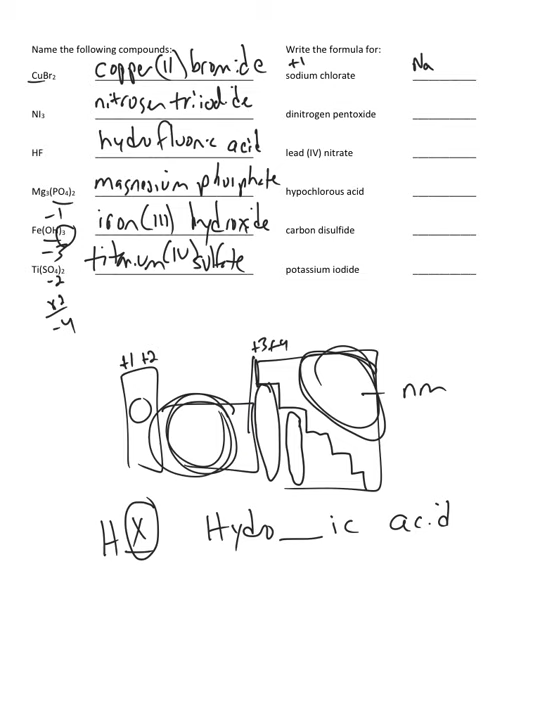 Name the following compounds: Write the formula for:
CuBr₂ copper(II) bromide +1 sodium chlorate Na
NI₃ nitrogen triiodide dinitrogen pentoxide
HF hydrofluoric acid lead (IV) nitrate
Mg₃(PO₄)₂ magnesium phosphate hypochlorous acid
-1
Fe(OH)₃ iron(III) hydroxide carbon disulfide
-3
Ti(SO₄)₂ titanium(IV) sulfate potassium iodide
-2
x2
-4
+1 +2 +3 +4
nm
HX Hydro__ic acid